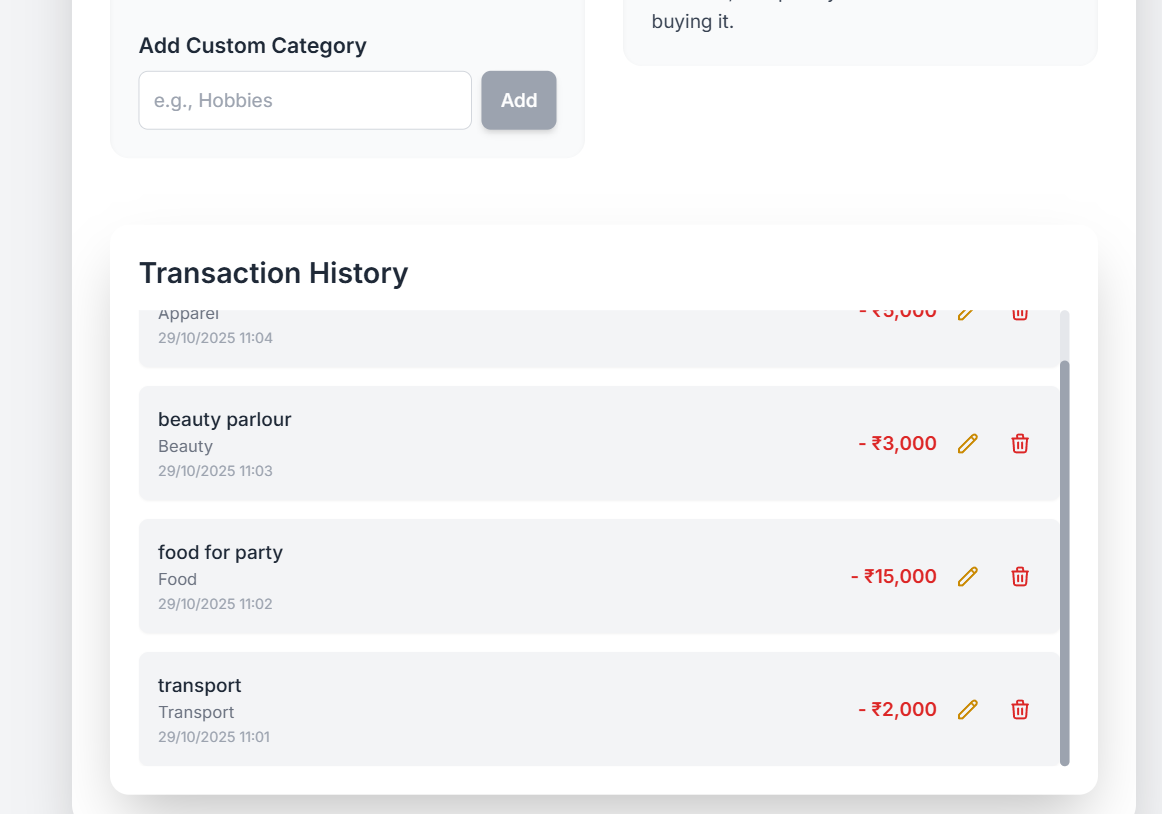 buying it.
Add Custom Category
e.g., Hobbies
Add
Transaction History
Apparel
- ₹5,000
29/10/2025 11:04
beauty parlour
Beauty
- ₹3,000
29/10/2025 11:03
food for party
Food
- ₹15,000
29/10/2025 11:02
transport
Transport
- ₹2,000
29/10/2025 11:01